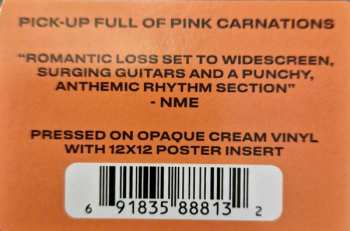 PICK-UP FULL OF PINK CARNATIONS
“ROMANTIC LOSS SET TO WIDESCREEN,
SURGING GUITARS AND A PUNCHY,
ANTHEMIC RHYTHM SECTION”
- NME
PRESSED ON OPAQUE CREAM VINYL
WITH 12X12 POSTER INSERT
6 91835 88813 2